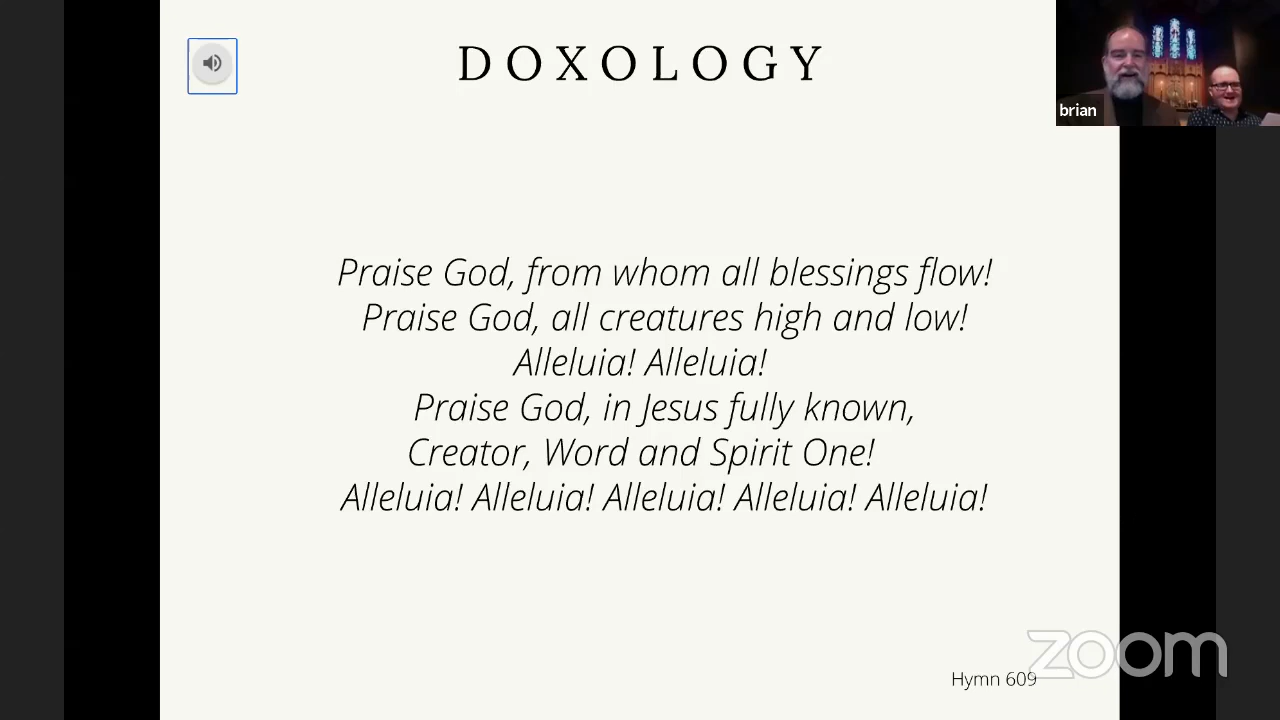 DOXOLOGY
brian
Praise God, from whom all blessings flow!
Praise God, all creatures high and low!
Alleluia! Alleluia!
Praise God, in Jesus fully known,
Creator, Word and Spirit One!
Alleluia! Alleluia! Alleluia! Alleluia! Alleluia!
zoom
Hymn 609